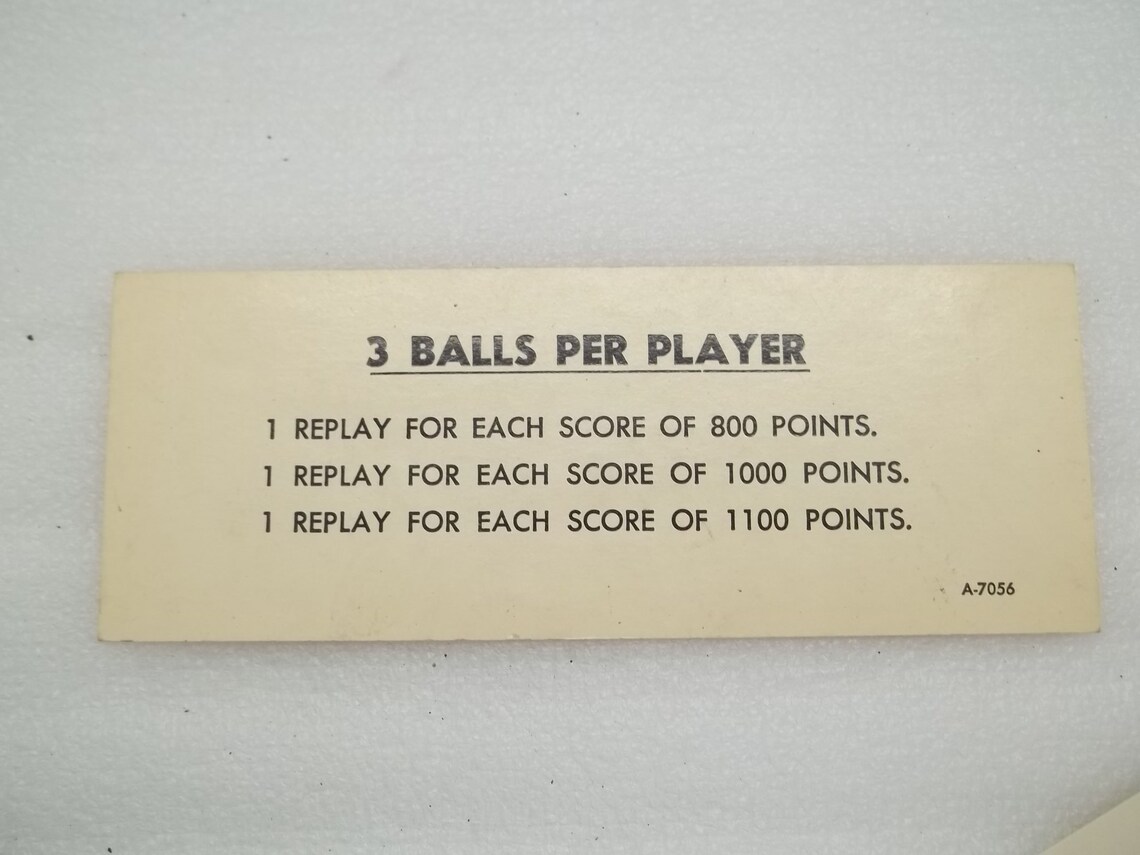 3 BALLS PER PLAYER
1 REPLAY FOR EACH SCORE OF 800 POINTS.
1 REPLAY FOR EACH SCORE OF 1000 POINTS.
1 REPLAY FOR EACH SCORE OF 1100 POINTS.
A-7056